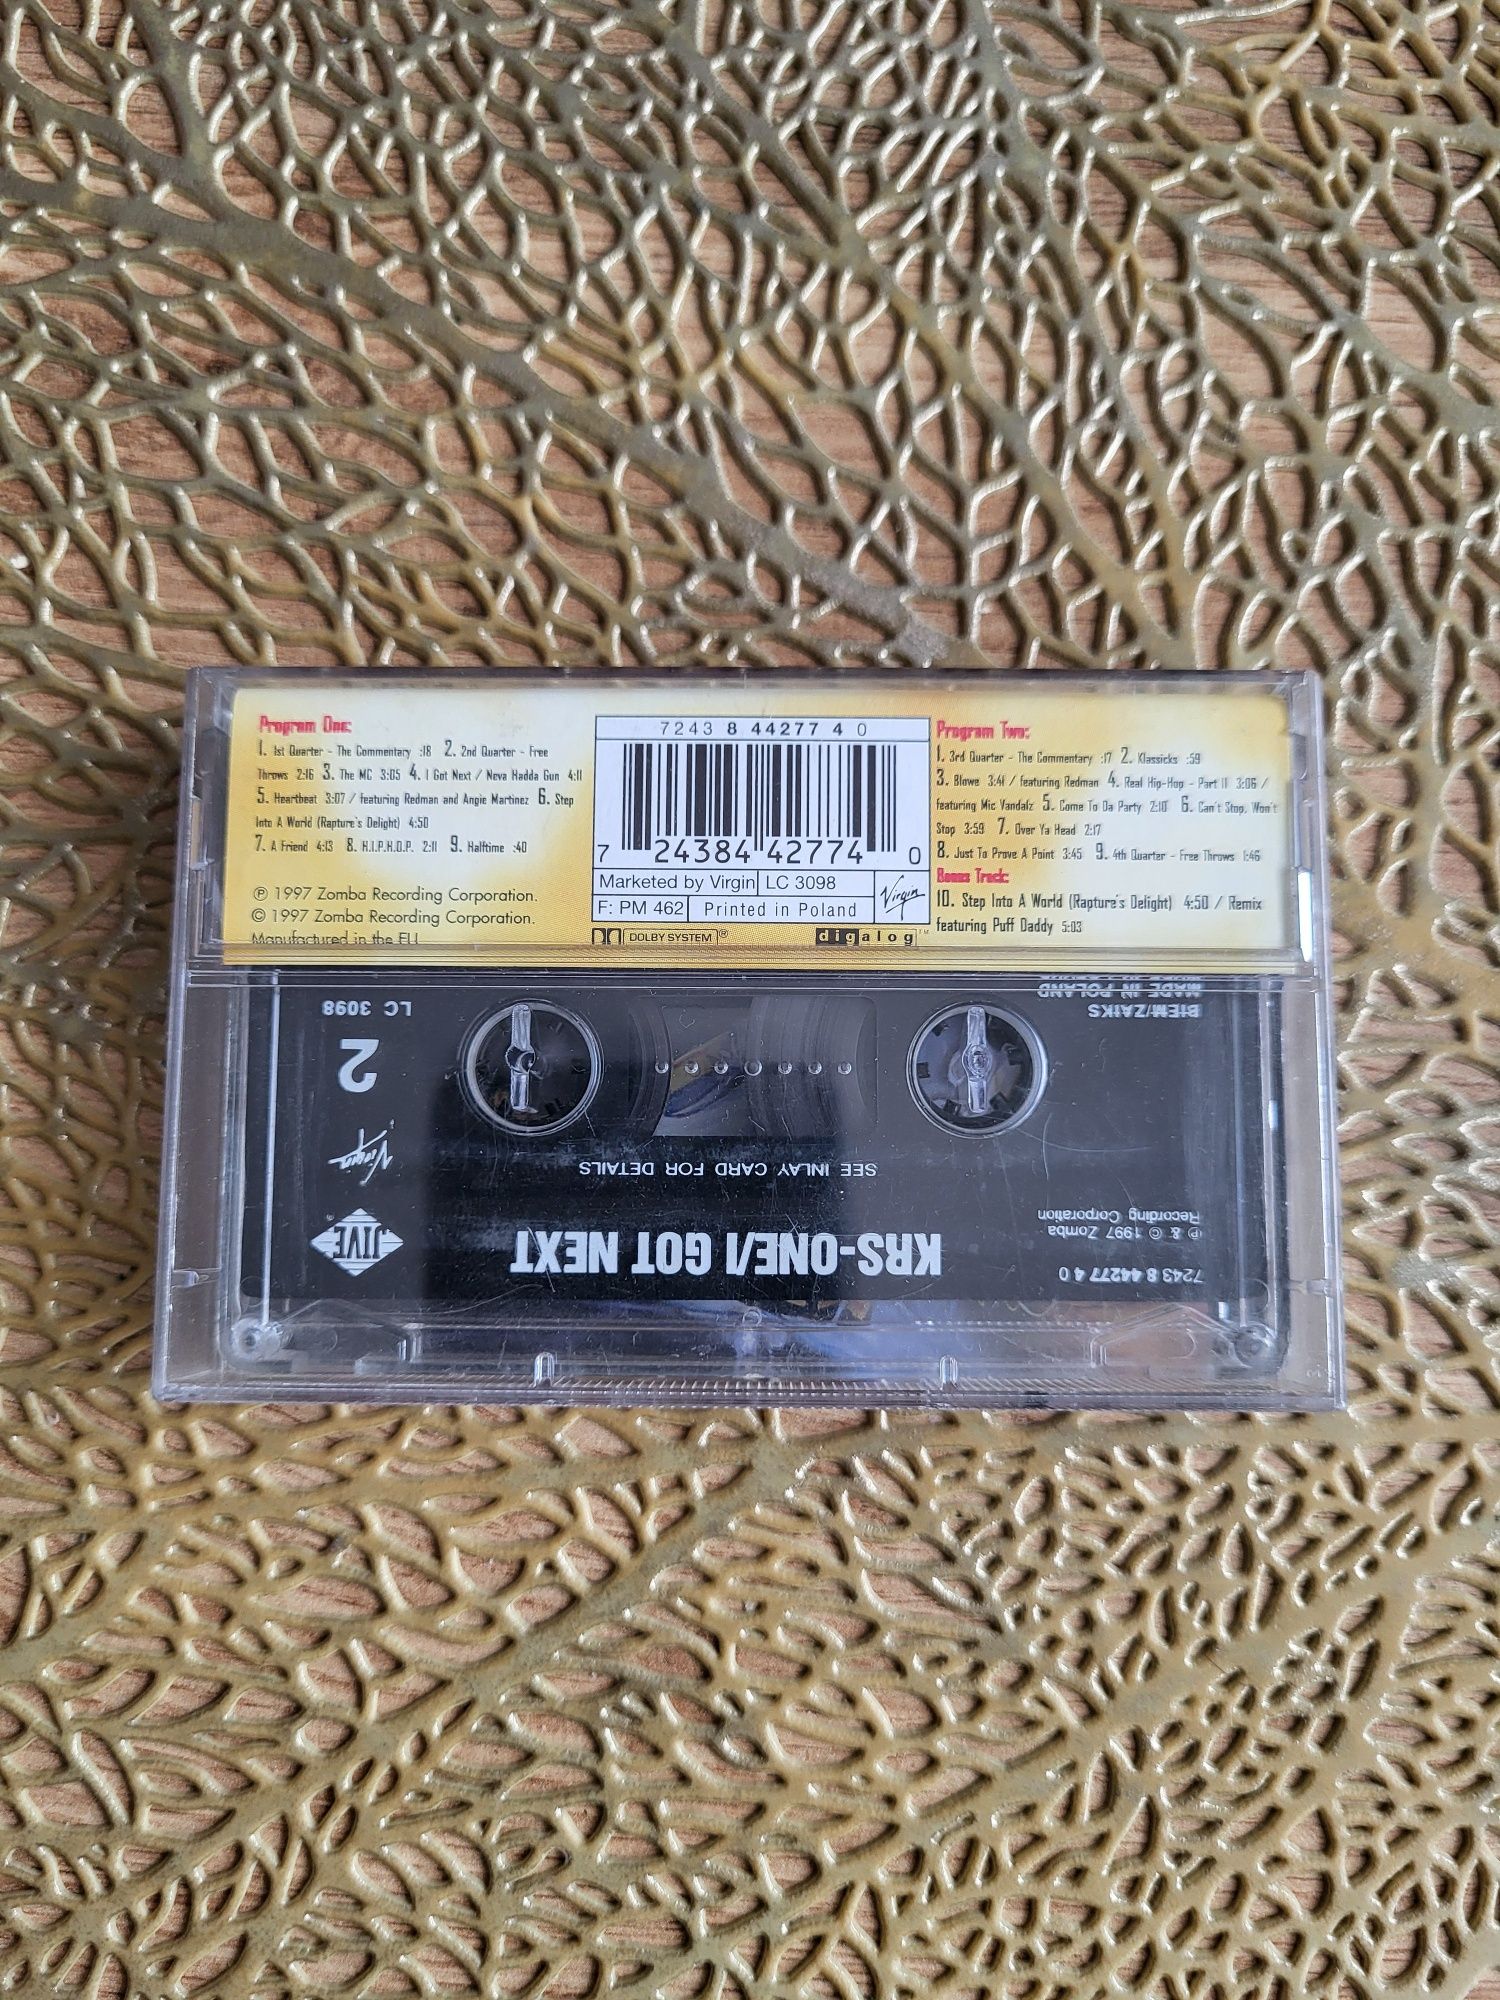 Program One:
1. 1st Quarter - The Commentary :18 2. 2nd Quarter - Free
Throws 2:16 3. The MC 3:05 4. I Got Next / Neva Hadda Gun 4:11
5. Heartbeat 3:07 / featuring Redman and Angie Martinez 6. Step
Into A World (Rapture's Delight) 4:50
7. A Friend 4:13 8. H.I.P.H.O.P. 2:11 9. Halftime :40
℗ 1997 Zomba Recording Corporation.
© 1997 Zomba Recording Corporation.
Manufactured in the EU
7243 8 44277 4 0
7 24384 42774 0
Marketed by Virgin LC 3098
Virgin
F: PM 462 Printed in Poland
DOLBY SYSTEM®
digalog™
Program Two:
1. 3rd Quarter - The Commentary :17 2. Klassicks :59
3. Blowe 3:41 / featuring Redman 4. Real Hip-Hop - Part II 3:06 /
featuring Mic Vandalz 5. Come To Da Party 2:10 6. Can't Stop, Won't
Stop 3:59 7. Over Ya Head 2:17
8. Just To Prove A Point 3:45 9. 4th Quarter - Free Throws 1:46
Bonus Track:
10. Step Into A World (Rapture's Delight) 4:50 / Remix
featuring Puff Daddy 5:03
7243 8 44277 4 0
KRS-ONE/I GOT NEXT
JIVE®
℗ & © 1997 Zomba
Recording Corporation
SEE INLAY CARD FOR DETAILS
Virgin
2
BIEM/ZAIKS
LC 3098
MADE IN POLAND